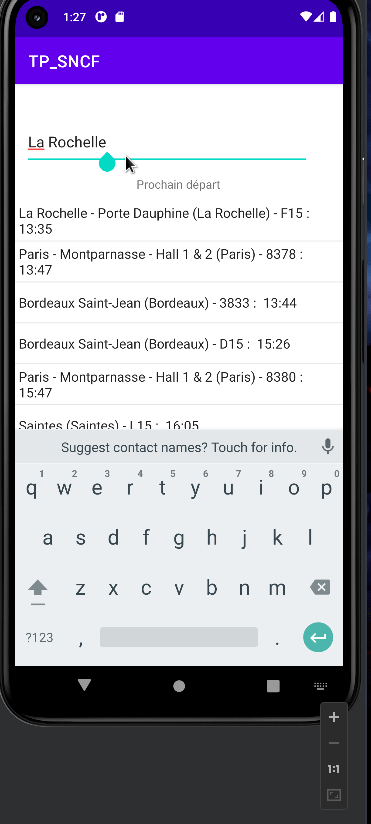 1:27
TP_SNCF
La Rochelle
Prochain départ
La Rochelle - Porte Dauphine (La Rochelle) - F15 :
13:35
Paris - Montparnasse - Hall 1 & 2 (Paris) - 8378 :
13:47
Bordeaux Saint-Jean (Bordeaux) - 3833 : 13:44
Bordeaux Saint-Jean (Bordeaux) - D15 : 15:26
Paris - Montparnasse - Hall 1 & 2 (Paris) - 8380 :
15:47
Saintes (Saintes) - L15 : 16:05
Suggest contact names? Touch for info.
1 2 3 4 5 6 7 8 9 0
q w e r t y u i o p
a s d f g h j k l
z x c v b n m
?123 , .
+
−
1:1